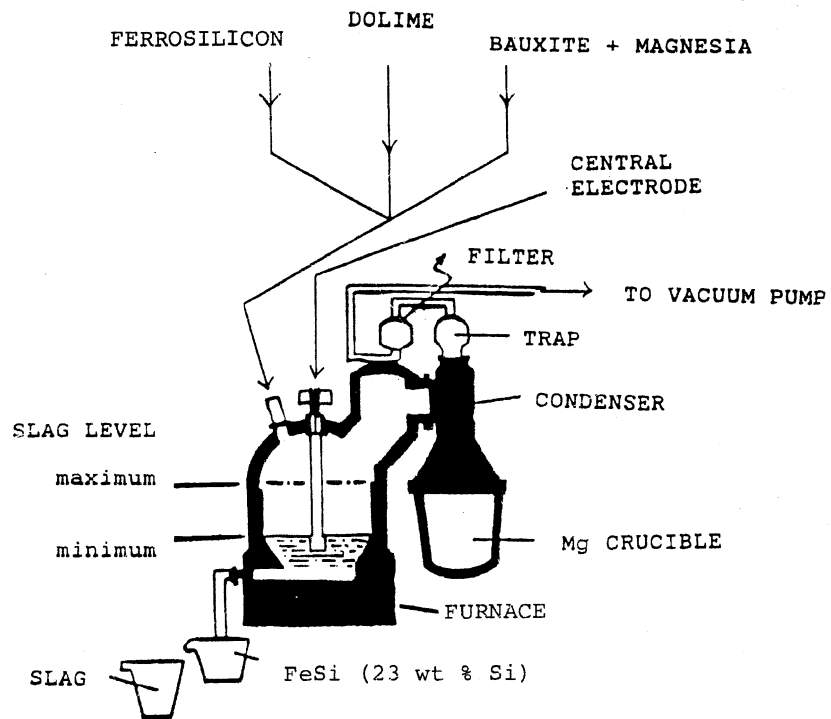 DOLIME
FERROSILICON
BAUXITE + MAGNESIA
CENTRAL
ELECTRODE
FILTER
TO VACUUM PUMP
TRAP
CONDENSER
SLAG LEVEL
maximum
minimum
Mg CRUCIBLE
FURNACE
SLAG
FeSi (23 wt % Si)